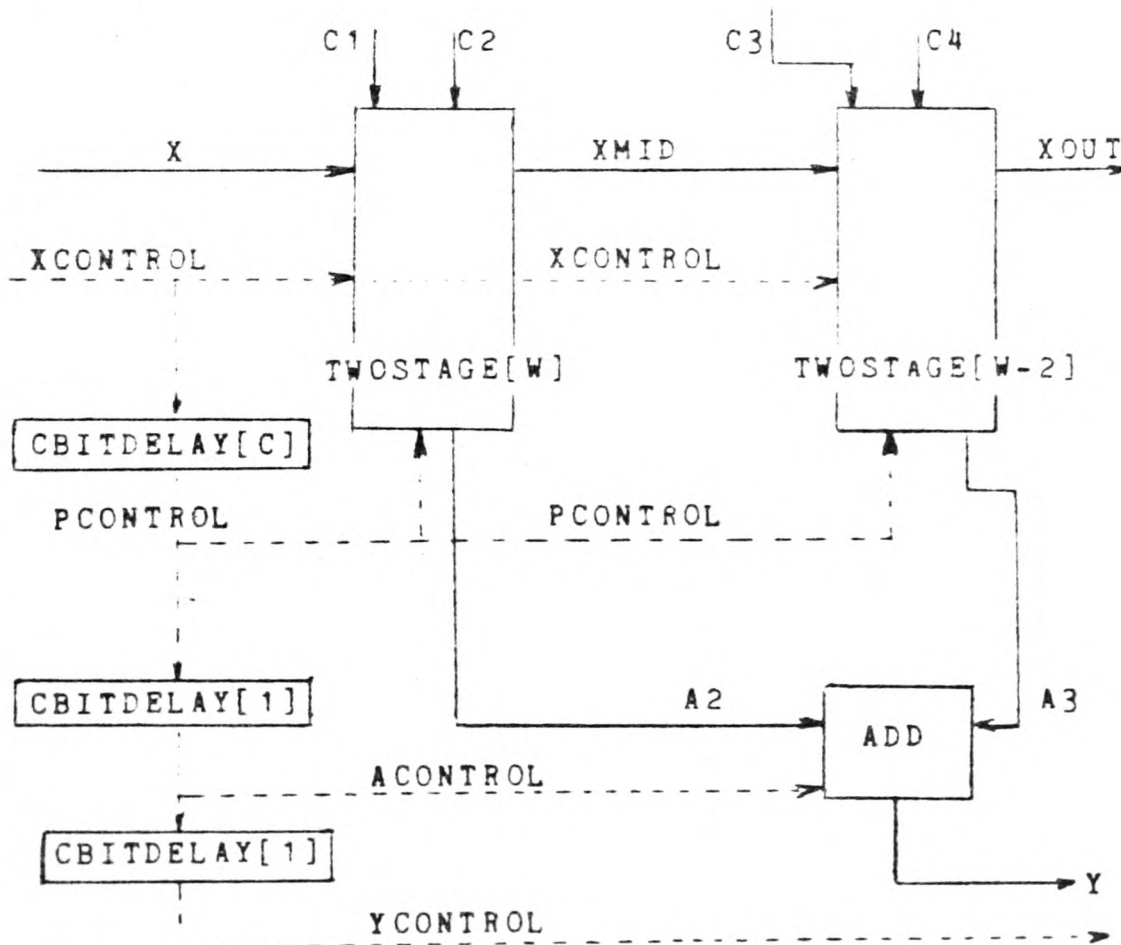 C1 C2 C3 C4
X XMID XOUT
XCONTROL XCONTROL
TWOSTAGE[W] TWOSTAGE[W-2]
CBITDELAY[C]
PCONTROL PCONTROL
CBITDELAY[1]
A2 A3
ADD
ACONTROL
CBITDELAY[1]
Y
YCONTROL